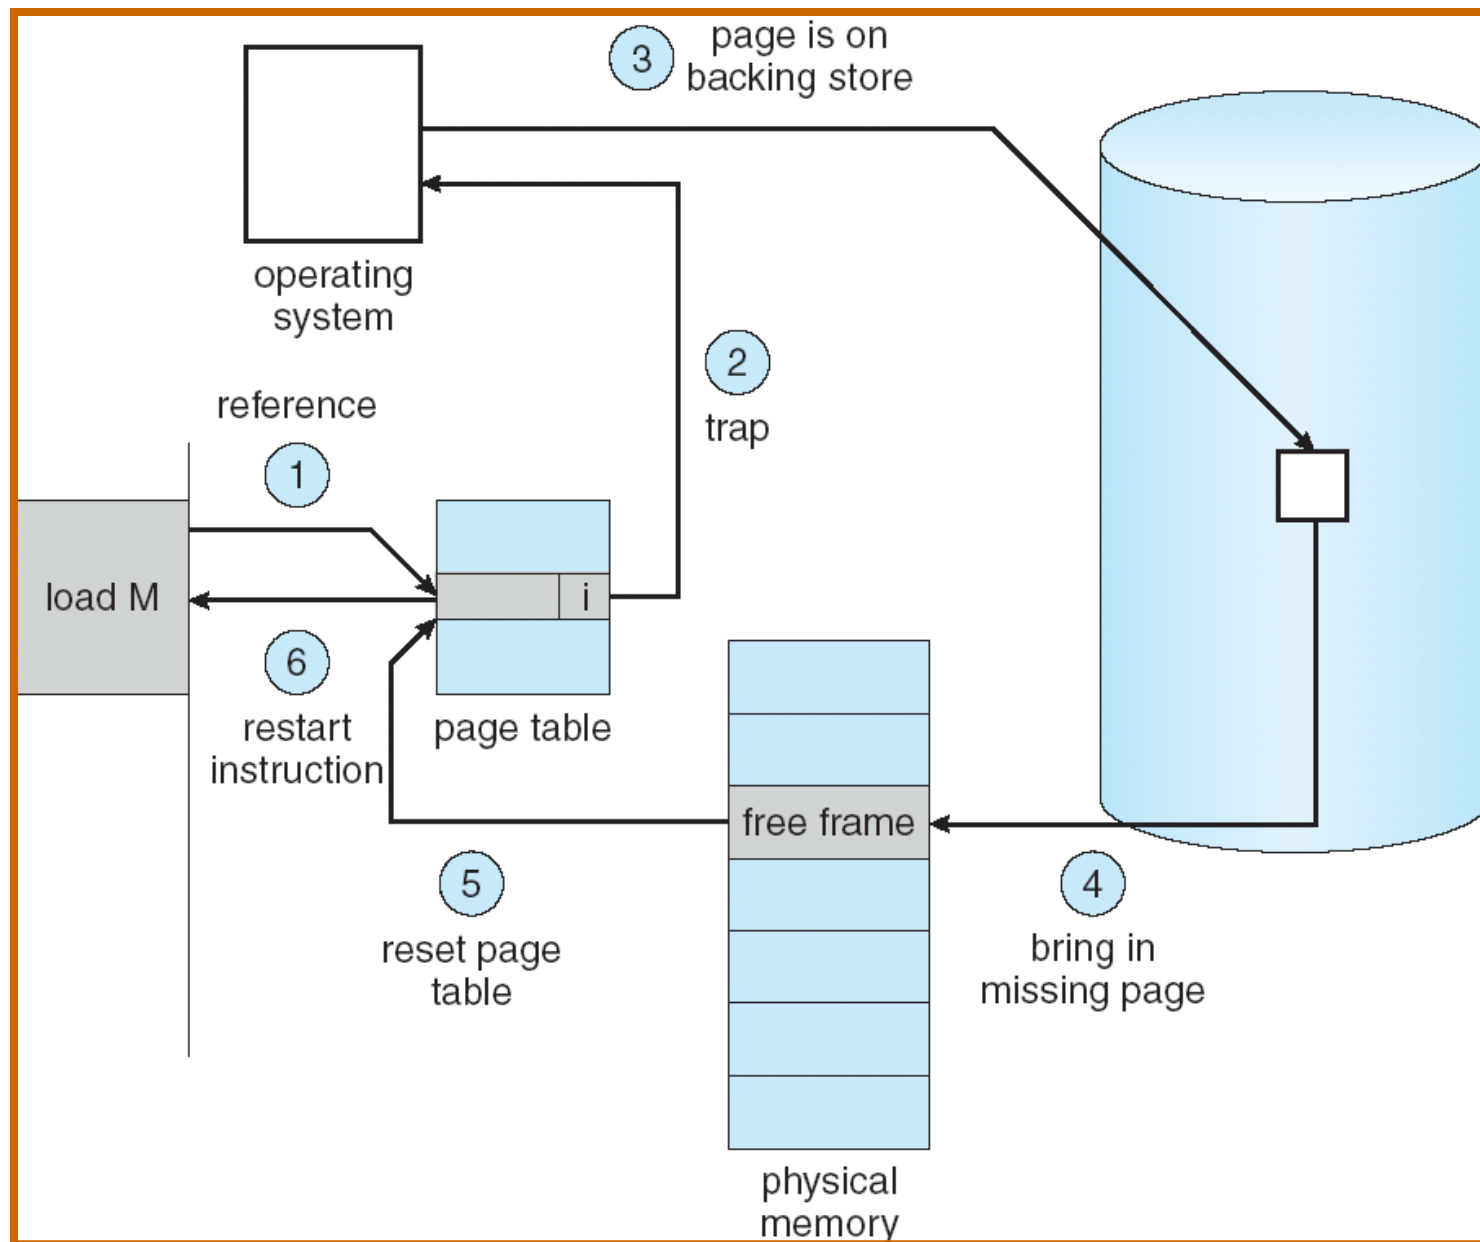 3
page is on
backing store
operating
system
2
trap
reference
1
load M
i
6
restart
instruction
page table
free frame
5
reset page
table
4
bring in
missing page
physical
memory